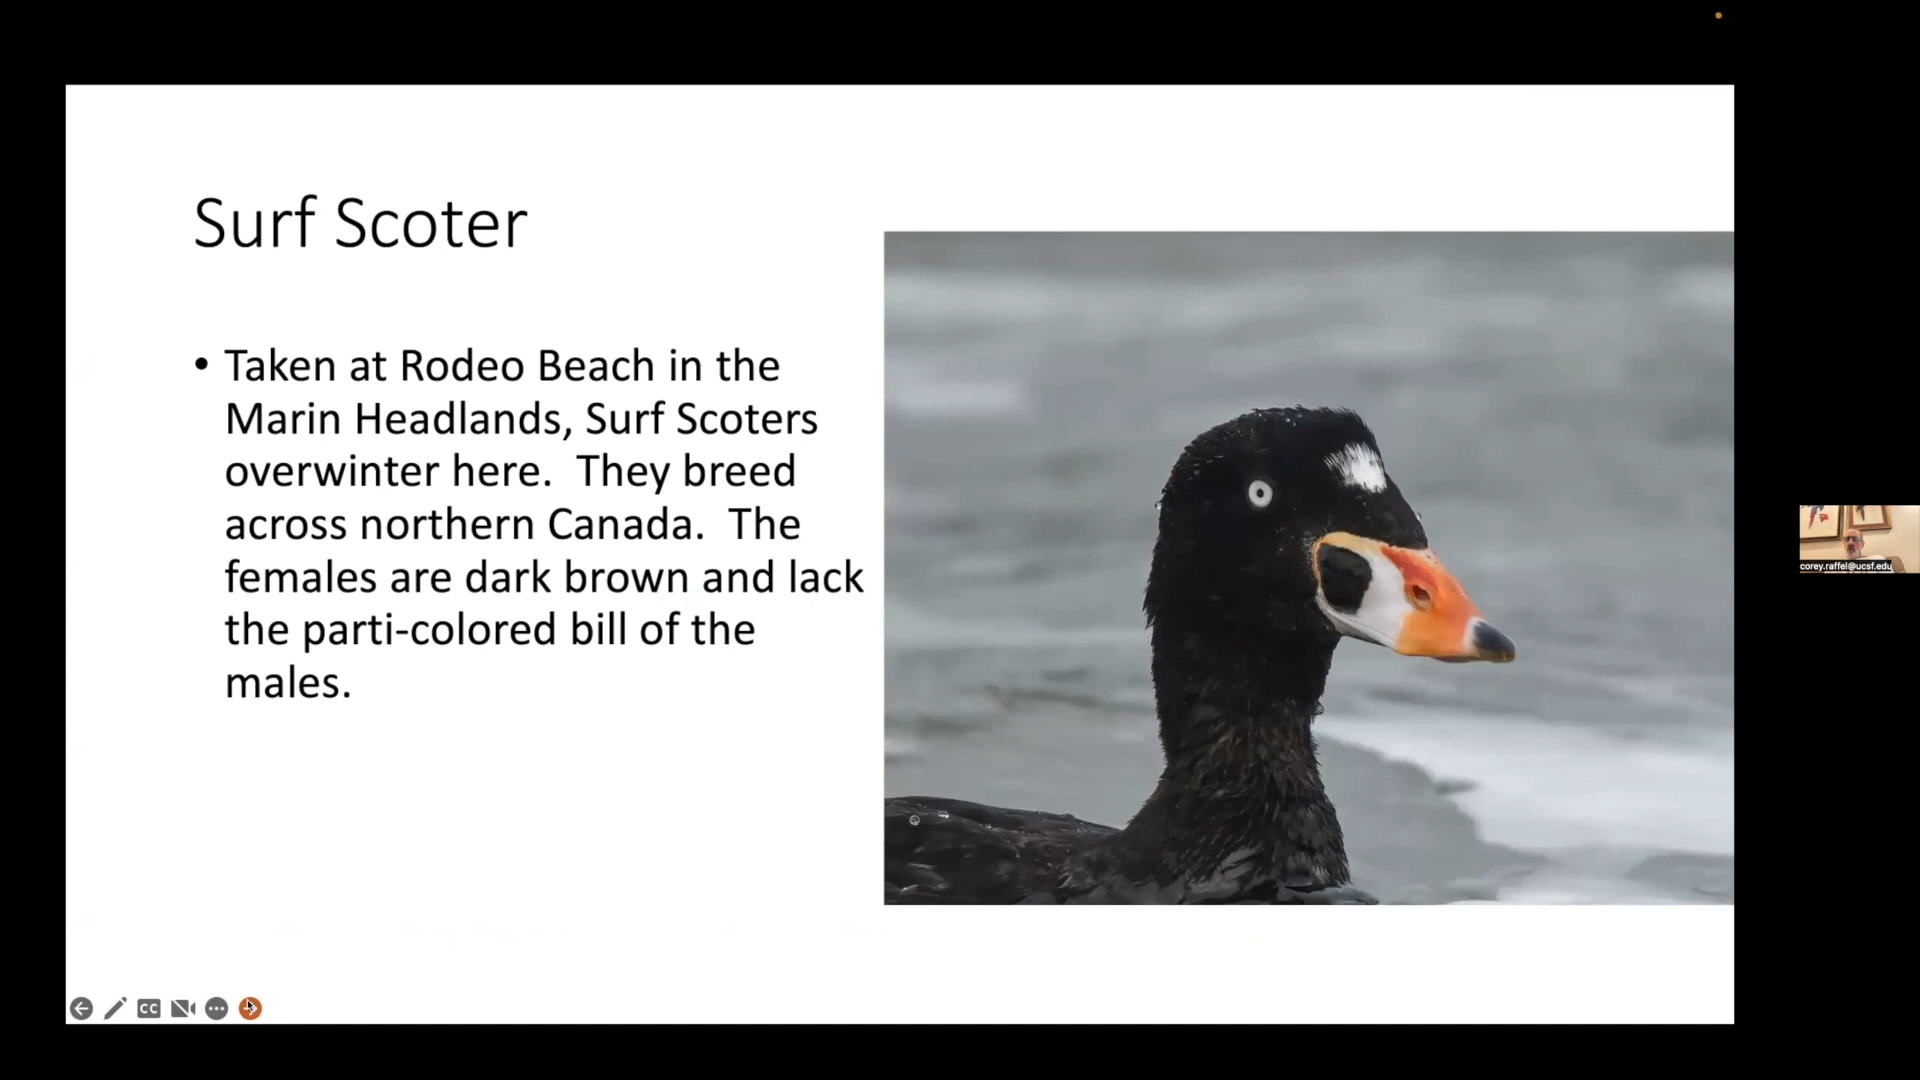 Surf Scoter
• Taken at Rodeo Beach in the
Marin Headlands, Surf Scoters
overwinter here.  They breed
across northern Canada.  The
females are dark brown and lack
the parti-colored bill of the
males.
corey.raffel@ucsf.edu
CC